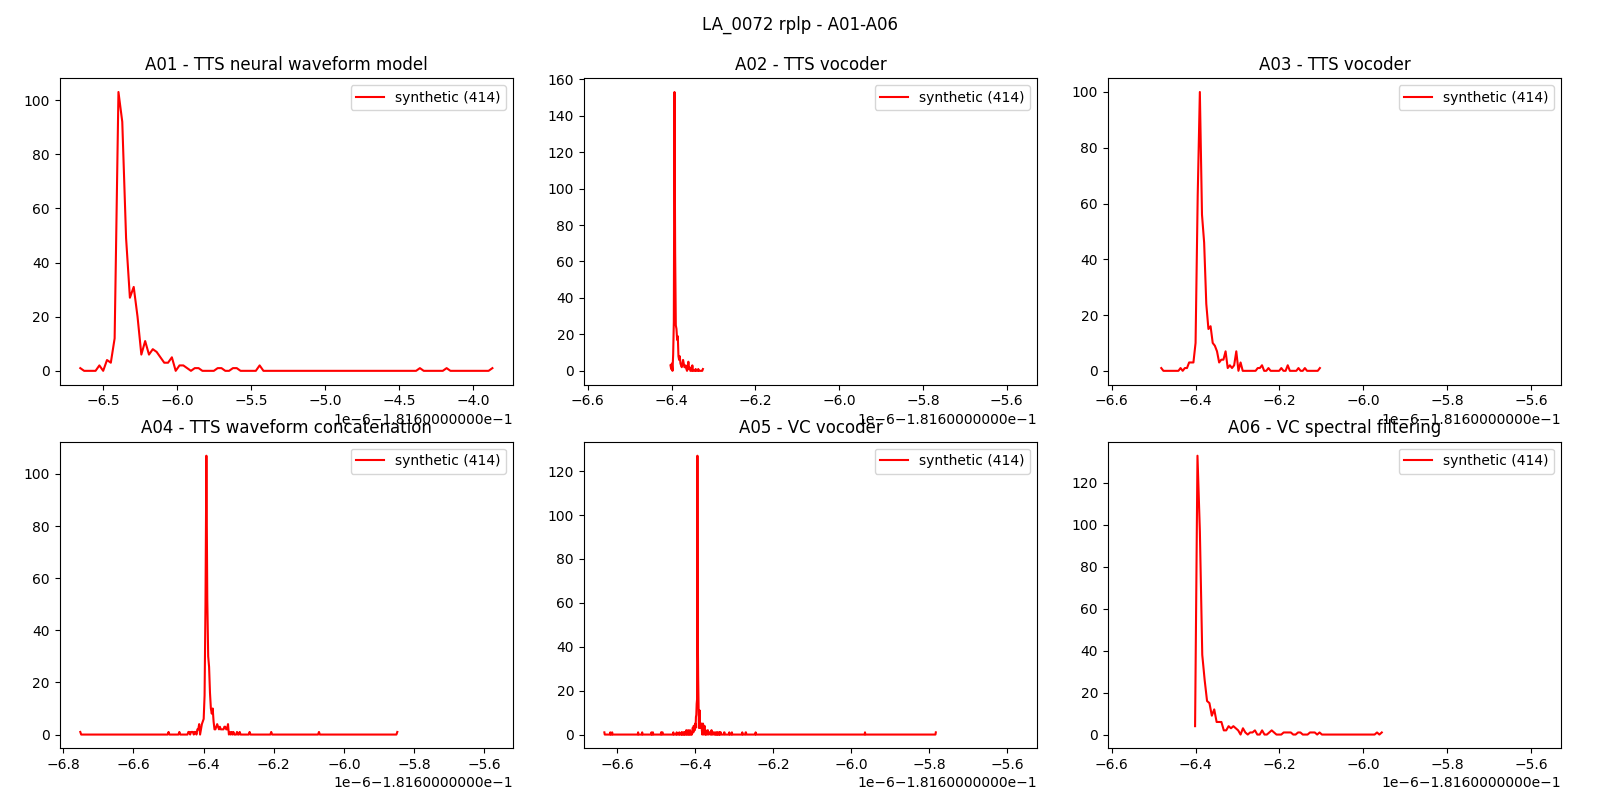 LA_0072 rplp - A01-A06
A01 - TTS neural waveform model
A02 - TTS vocoder
A03 - TTS vocoder
synthetic (414)
synthetic (414)
synthetic (414)
100
80
60
40
20
0
160
140
120
100
80
60
40
20
0
100
80
60
40
20
0
−6.5 −6.0 −5.5 −5.0 −4.5 −4.0
1e−6−1.8160000000e−1
−6.6 −6.4 −6.2 −6.0 −5.8 −5.6
1e−6−1.8160000000e−1
−6.6 −6.4 −6.2 −6.0 −5.8 −5.6
1e−6−1.8160000000e−1
A04 - TTS waveform concatenation
A05 - VC vocoder
A06 - VC spectral filtering
synthetic (414)
synthetic (414)
synthetic (414)
100
80
60
40
20
0
120
100
80
60
40
20
0
120
100
80
60
40
20
0
−6.8 −6.6 −6.4 −6.2 −6.0 −5.8 −5.6
1e−6−1.8160000000e−1
−6.6 −6.4 −6.2 −6.0 −5.8 −5.6
1e−6−1.8160000000e−1
−6.6 −6.4 −6.2 −6.0 −5.8 −5.6
1e−6−1.8160000000e−1